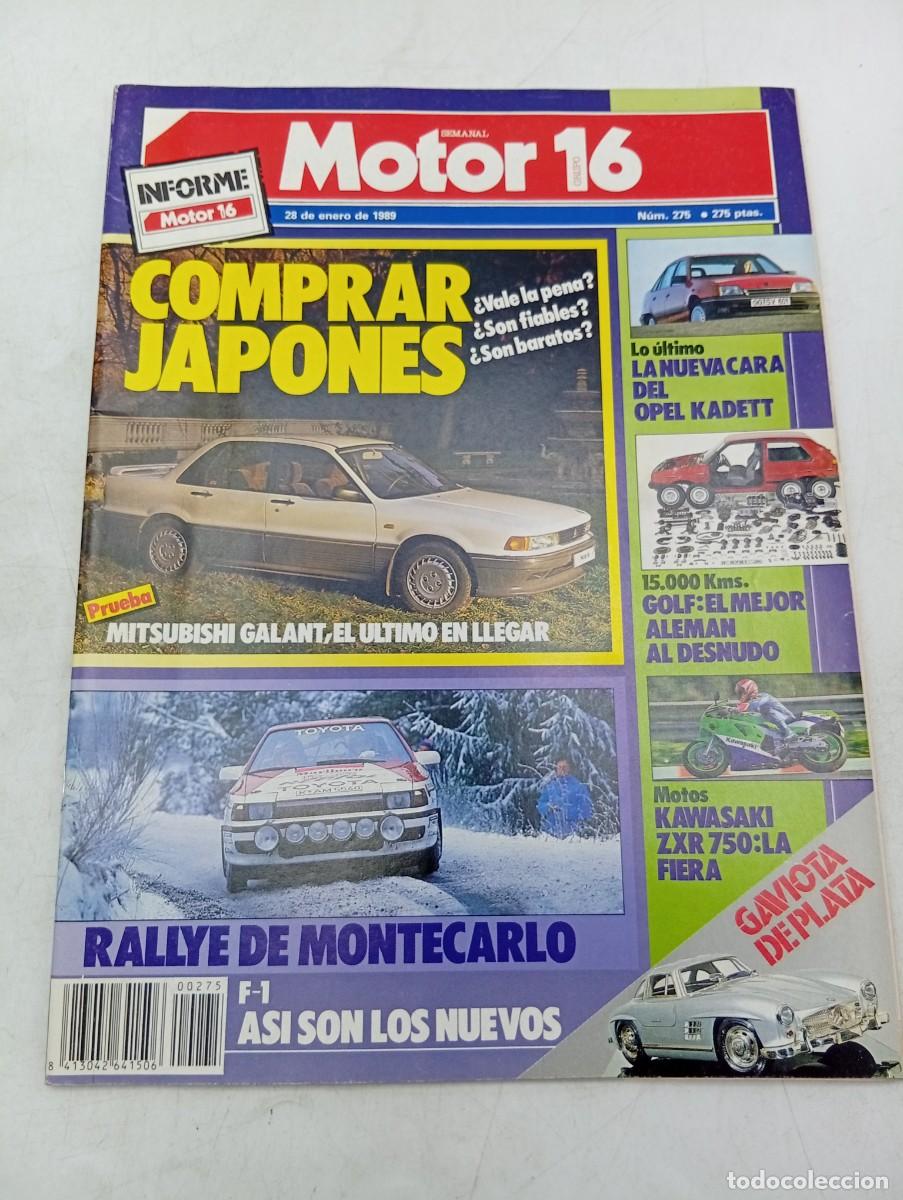 SEMANAL
Motor 16
GRUPO
INFORME
Motor 16
28 de enero de 1989
Núm. 275 • 275 ptas.
COMPRAR
JAPONES
¿Vale la pena?
¿Son fiables?
¿Son baratos?
Prueba
MITSUBISHI GALANT, EL ULTIMO EN LLEGAR
Lo último
LA NUEVA CARA
DEL
OPEL KADETT
15.000 Kms.
GOLF: EL MEJOR
ALEMAN
AL DESNUDO
Kawasaki
Motos
KAWASAKI
ZXR 750: LA
FIERA
GAVIOTA
DE PLATA
TOYOTA
Marlboro
TOYOTA
RALLYE DE MONTECARLO
F-1
ASI SON LOS NUEVOS
00275
8 413042 641506
todocoleccion